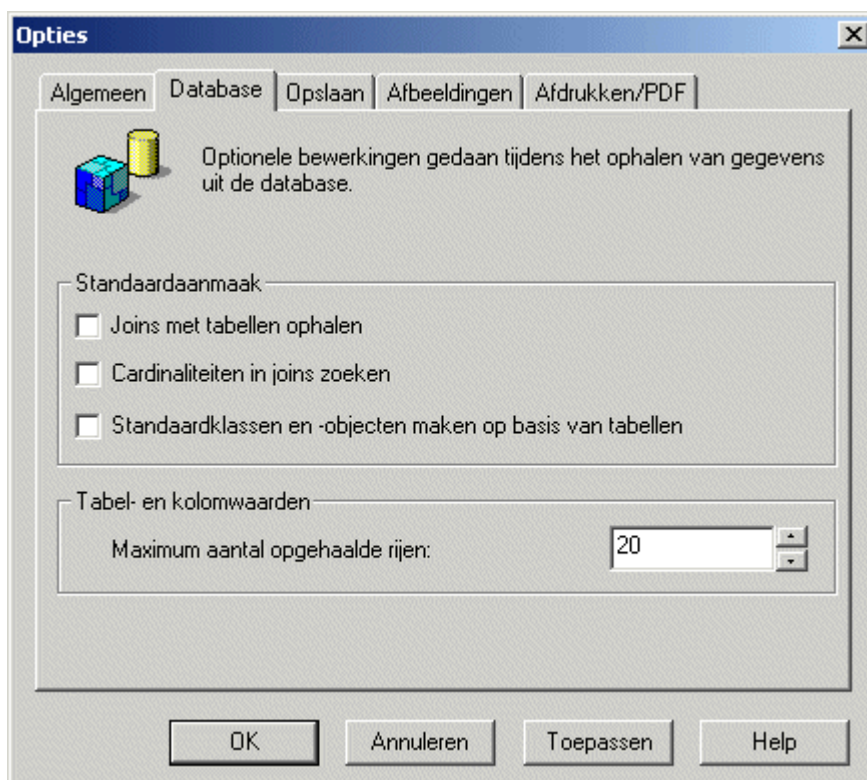 Opties
Algemeen Database Opslaan Afbeeldingen Afdrukken/PDF
Optionele bewerkingen gedaan tijdens het ophalen van gegevens
uit de database.
Standaardaanmaak
Joins met tabellen ophalen
Cardinaliteiten in joins zoeken
Standaardklassen en -objecten maken op basis van tabellen
Tabel- en kolomwaarden
Maximum aantal opgehaalde rijen: 20
OK Annuleren Toepassen Help